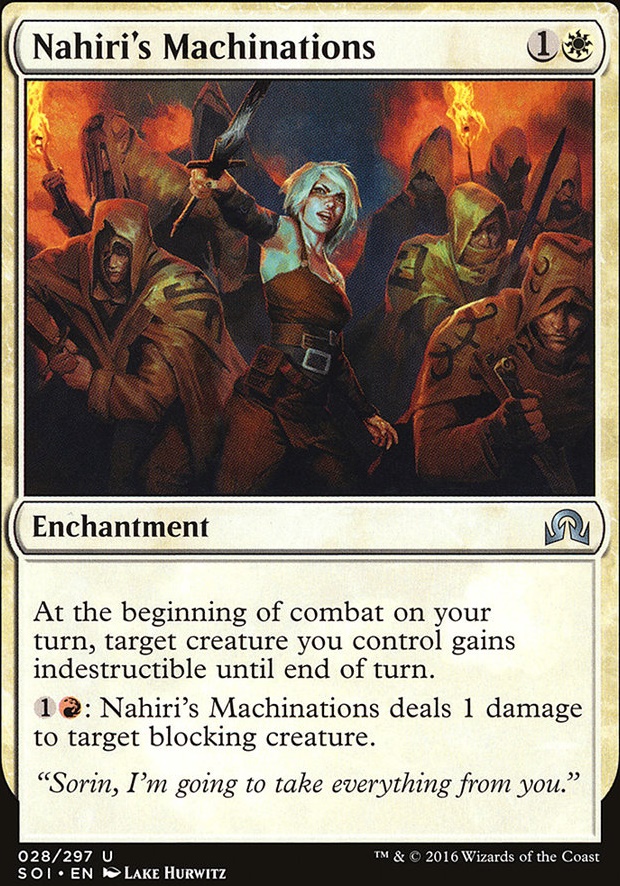 Nahiri's Machinations 1
Enchantment
At the beginning of combat on your
turn, target creature you control gains
indestructible until end of turn.
1: Nahiri's Machinations deals 1 damage
to target blocking creature.
“Sorin, I'm going to take everything from you.”
028/297 U
SOI • EN Lake Hurwitz
™ & © 2016 Wizards of the Coast